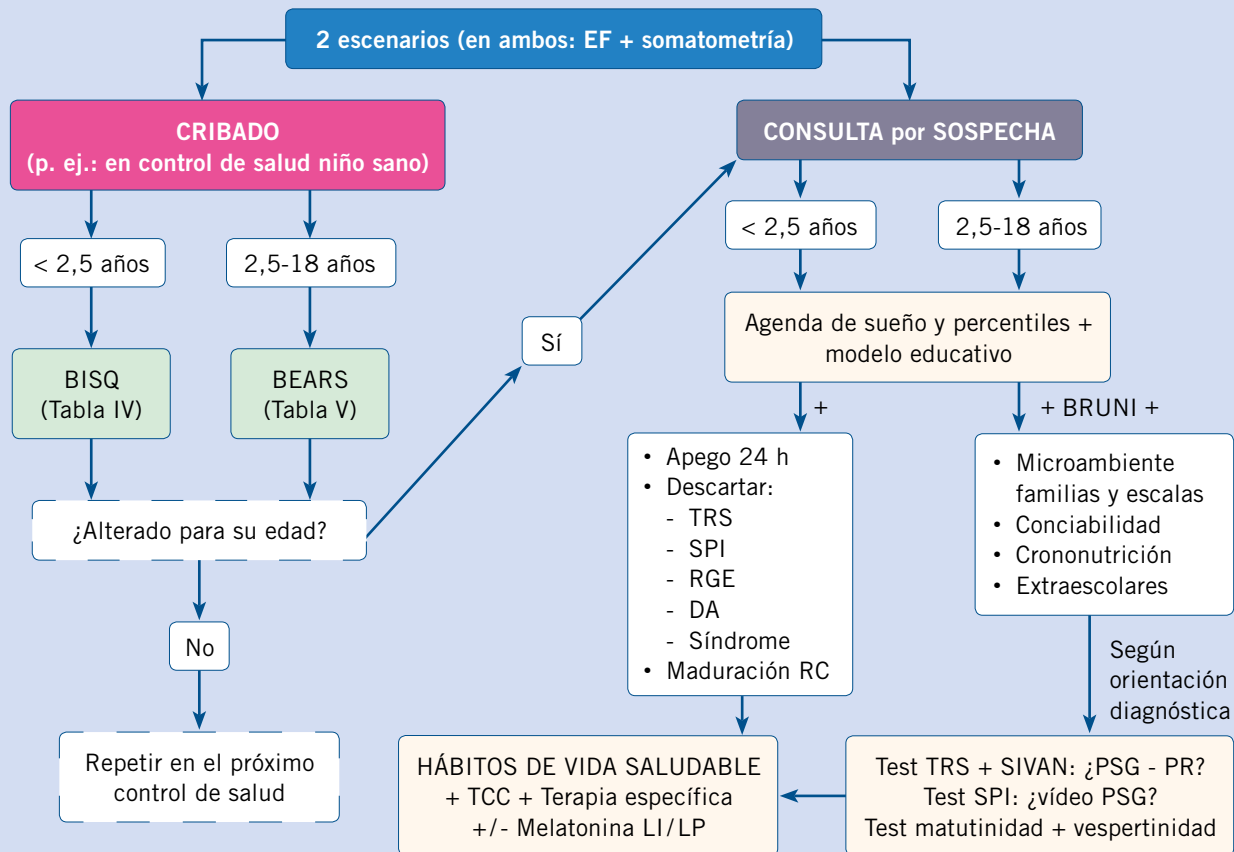 2 escenarios (en ambos: EF + somatometría)
CRIBADO
(p. ej.: en control de salud niño sano)
< 2,5 años
2,5-18 años
BISQ
(Tabla IV)
BEARS
(Tabla V)
¿Alterado para su edad?
No
Repetir en el próximo
control de salud
Sí
CONSULTA por SOSPECHA
< 2,5 años
2,5-18 años
Agenda de sueño y percentiles +
modelo educativo
+
• Apego 24 h
• Descartar:
- TRS
- SPI
- RGE
- DA
- Síndrome
• Maduración RC
+ BRUNI +
• Microambiente
familias y escalas
• Conciabilidad
• Crononutrición
• Extraescolares
Según
orientación
diagnóstica
Test TRS + SIVAN: ¿PSG - PR?
Test SPI: ¿vídeo PSG?
Test matutinidad + vespertinidad
HÁBITOS DE VIDA SALUDABLE
+ TCC + Terapia específica
+/- Melatonina LI/LP